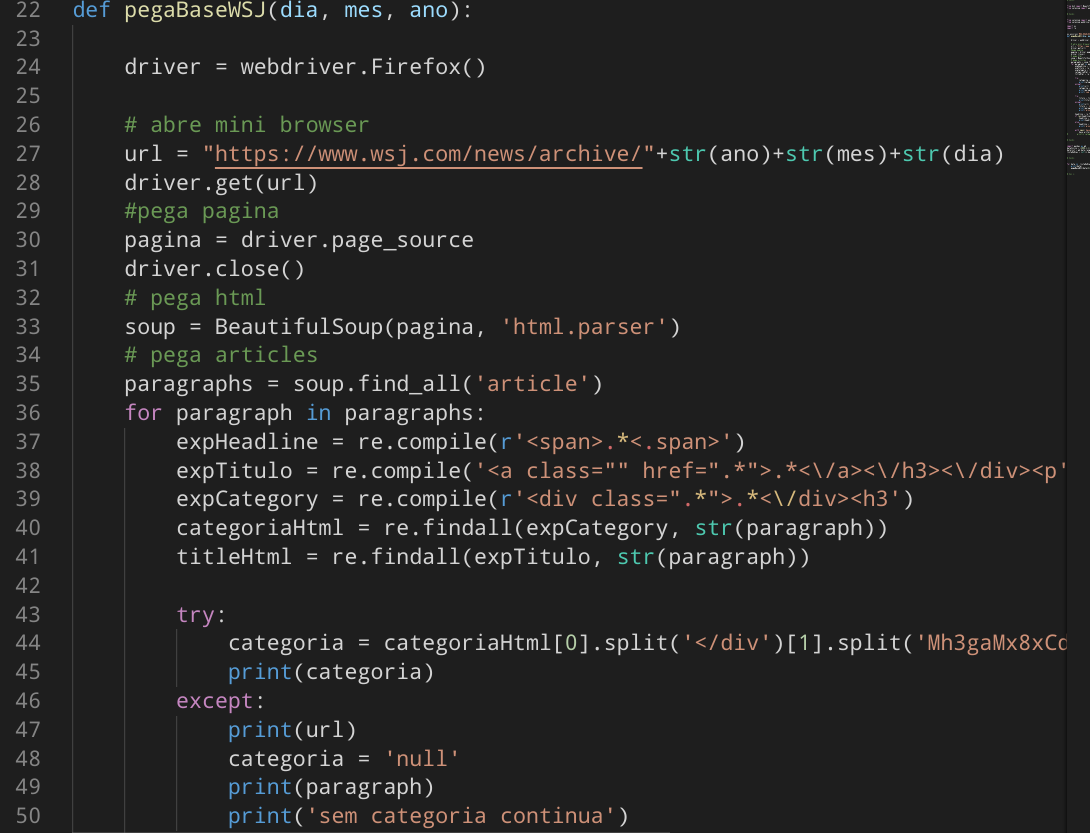 22 def pegaBaseWSJ(dia, mes, ano):
23
24 driver = webdriver.Firefox()
25
26 # abre mini browser
27 url = "https://www.wsj.com/news/archive/"+str(ano)+str(mes)+str(dia)
28 driver.get(url)
29 #pega pagina
30 pagina = driver.page_source
31 driver.close()
32 # pega html
33 soup = BeautifulSoup(pagina, 'html.parser')
34 # pega articles
35 paragraphs = soup.find_all('article')
36 for paragraph in paragraphs:
37 expHeadline = re.compile(r'<span>.*<.span>')
38 expTitulo = re.compile('<a class="" href=".*">.*<\/a><\/h3><\/div><p'
39 expCategory = re.compile(r'<div class=".*">.*<\/div><h3')
40 categoriaHtml = re.findall(expCategory, str(paragraph))
41 titleHtml = re.findall(expTitulo, str(paragraph))
42
43 try:
44 categoria = categoriaHtml[0].split('</div')[1].split('Mh3gaMx8xCd
45 print(categoria)
46 except:
47 print(url)
48 categoria = 'null'
49 print(paragraph)
50 print('sem categoria continua')